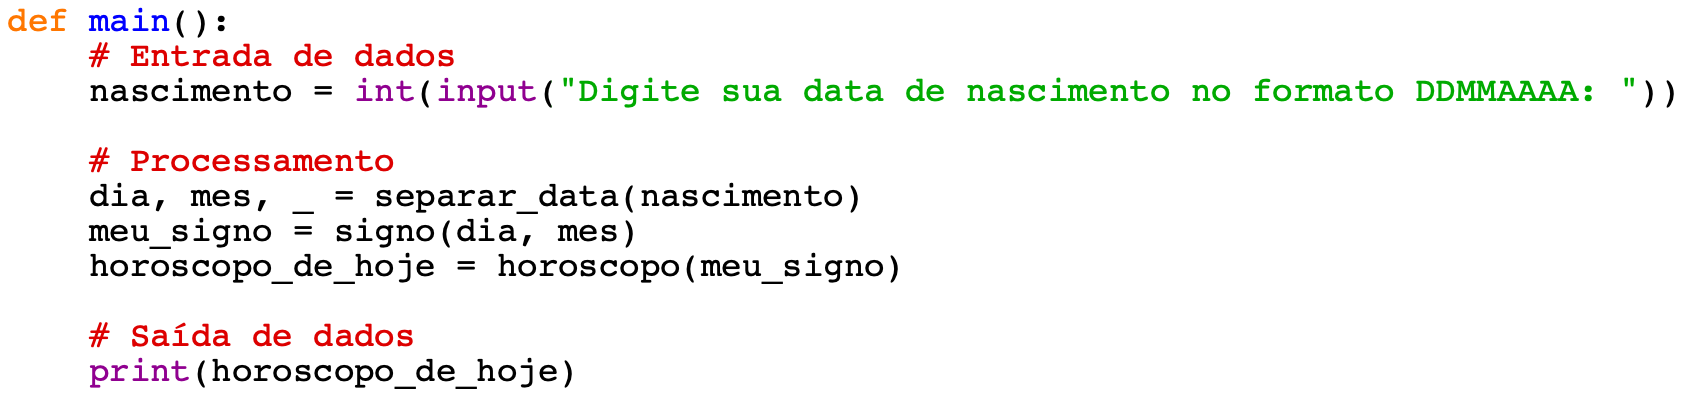 def main():
    # Entrada de dados
    nascimento = int(input("Digite sua data de nascimento no formato DDMMAAAA: "))

    # Processamento
    dia, mes, _ = separar_data(nascimento)
    meu_signo = signo(dia, mes)
    horoscopo_de_hoje = horoscopo(meu_signo)

    # Saída de dados
    print(horoscopo_de_hoje)